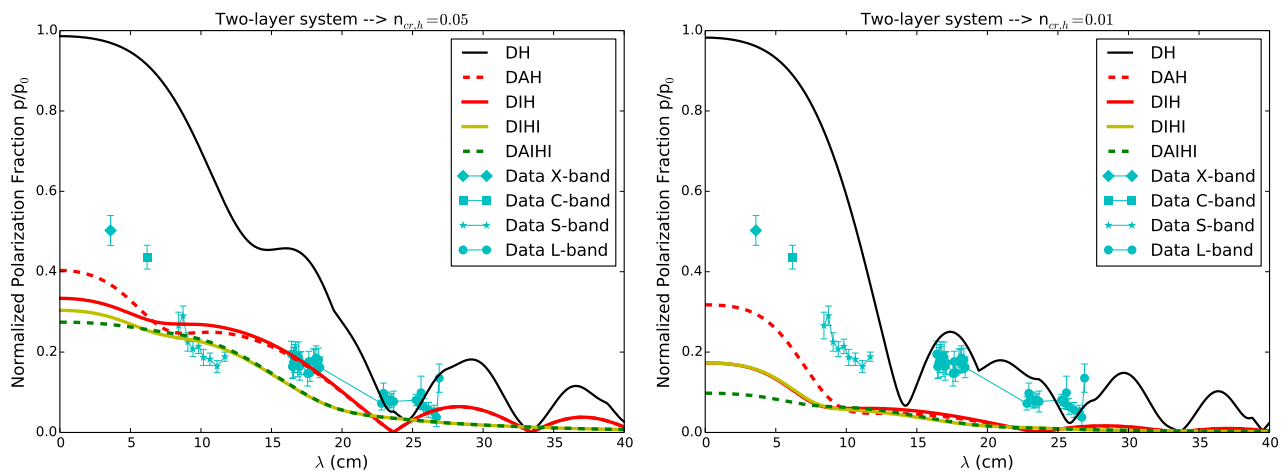 Two-layer system --> n_cr,h=0.05
Normalized Polarization Fraction p/p_0
1.0
0.8
0.6
0.4
0.2
0.0
DH
DAH
DIH
DIHI
DAIHI
Data X-band
Data C-band
Data S-band
Data L-band
0 5 10 15 20 25 30 35 40
λ (cm)
Two-layer system --> n_cr,h=0.01
Normalized Polarization Fraction p/p_0
1.0
0.8
0.6
0.4
0.2
0.0
DH
DAH
DIH
DIHI
DAIHI
Data X-band
Data C-band
Data S-band
Data L-band
0 5 10 15 20 25 30 35 40
λ (cm)